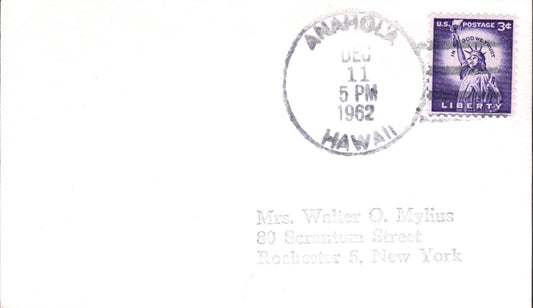 ANAHOLA
DEC
11
5 PM
1962
HAWAII
U.S. POSTAGE 3¢
IN GOD WE TRUST
LIBERTY
Mrs. Walter O. Mylius
80 Scrantom Street
Rochester 5, New York